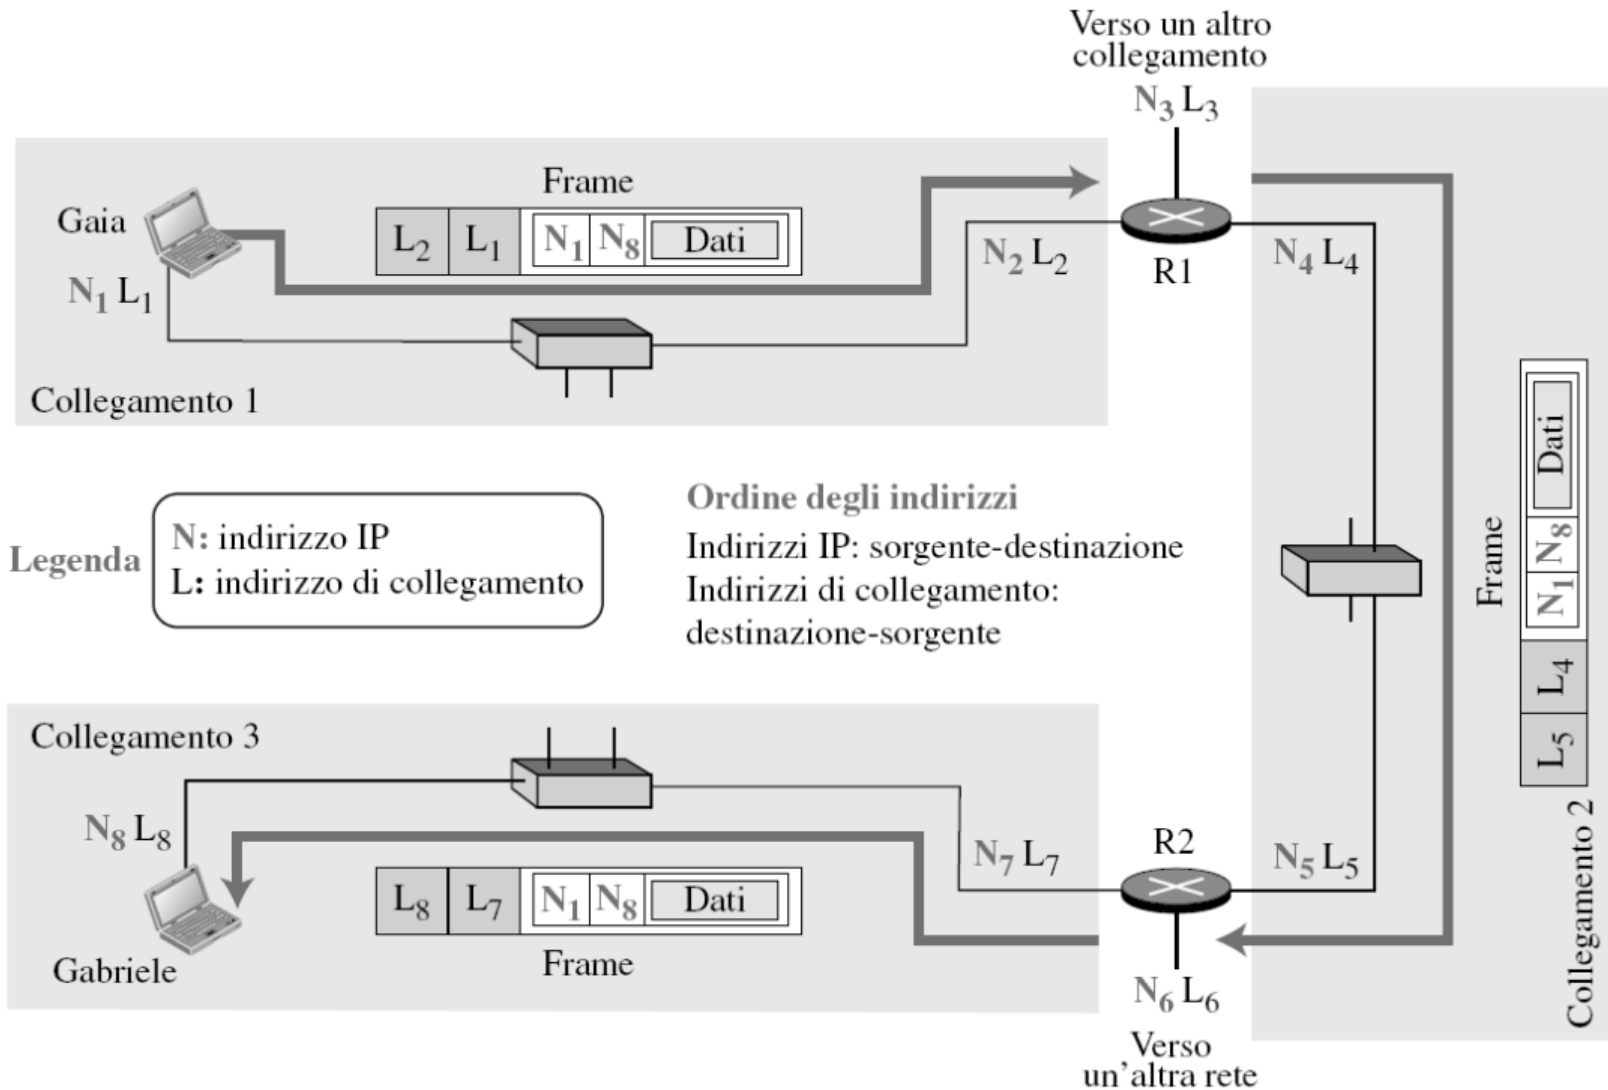 Verso un altro
collegamento
N3 L3
Frame
Gaia
L2 L1 N1 N8 Dati
N1 L1
N2 L2
R1
N4 L4
Collegamento 1
Legenda
N: indirizzo IP
L: indirizzo di collegamento
Ordine degli indirizzi
Indirizzi IP: sorgente-destinazione
Indirizzi di collegamento:
destinazione-sorgente
Frame
L5 L4 N1 N8 Dati
Collegamento 2
Collegamento 3
N8 L8
N7 L7
R2
N5 L5
L8 L7 N1 N8 Dati
Gabriele
Frame
N6 L6
Verso
un'altra rete